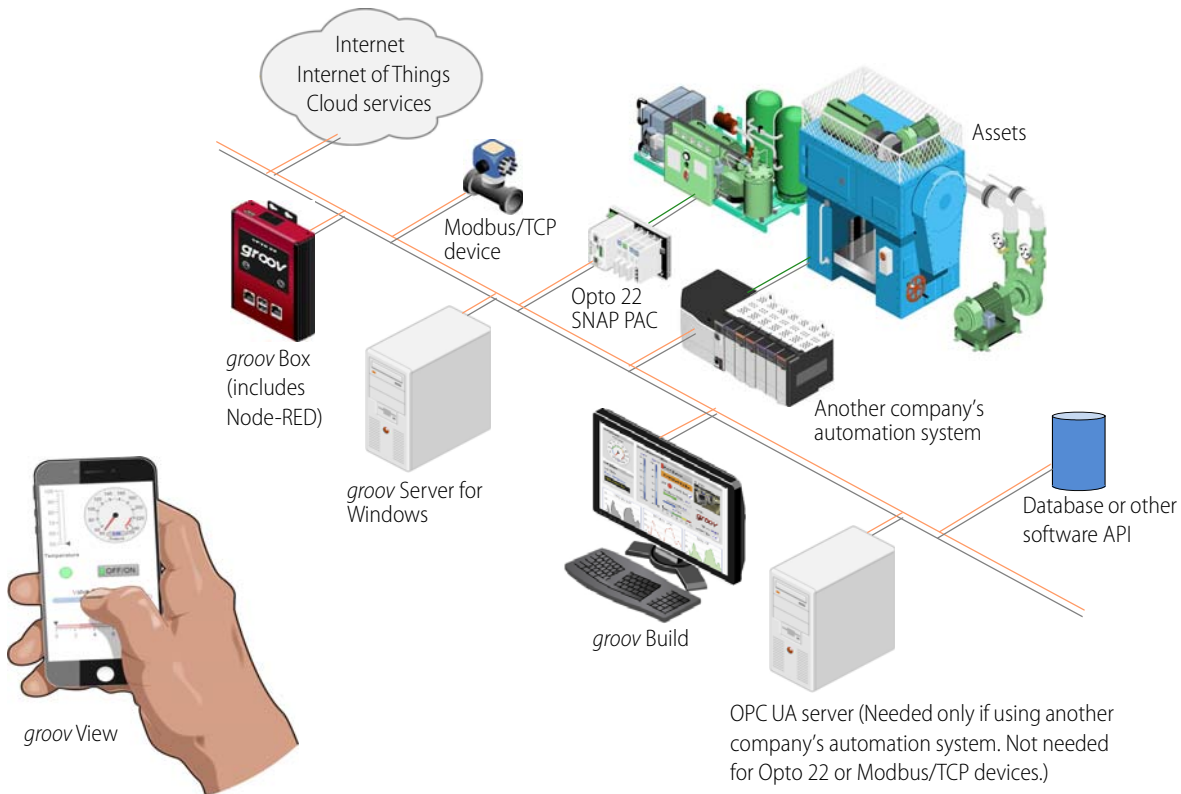 Internet
Internet of Things
Cloud services
Assets
groov
Modbus/TCP
device
Opto 22
SNAP PAC
groov Box
(includes
Node-RED)
Another company's
automation system
groov Server for
Windows
groov
Database or other
software API
Temperature
OFF/ON
groov Build
groov View
OPC UA server (Needed only if using another
company's automation system. Not needed
for Opto 22 or Modbus/TCP devices.)